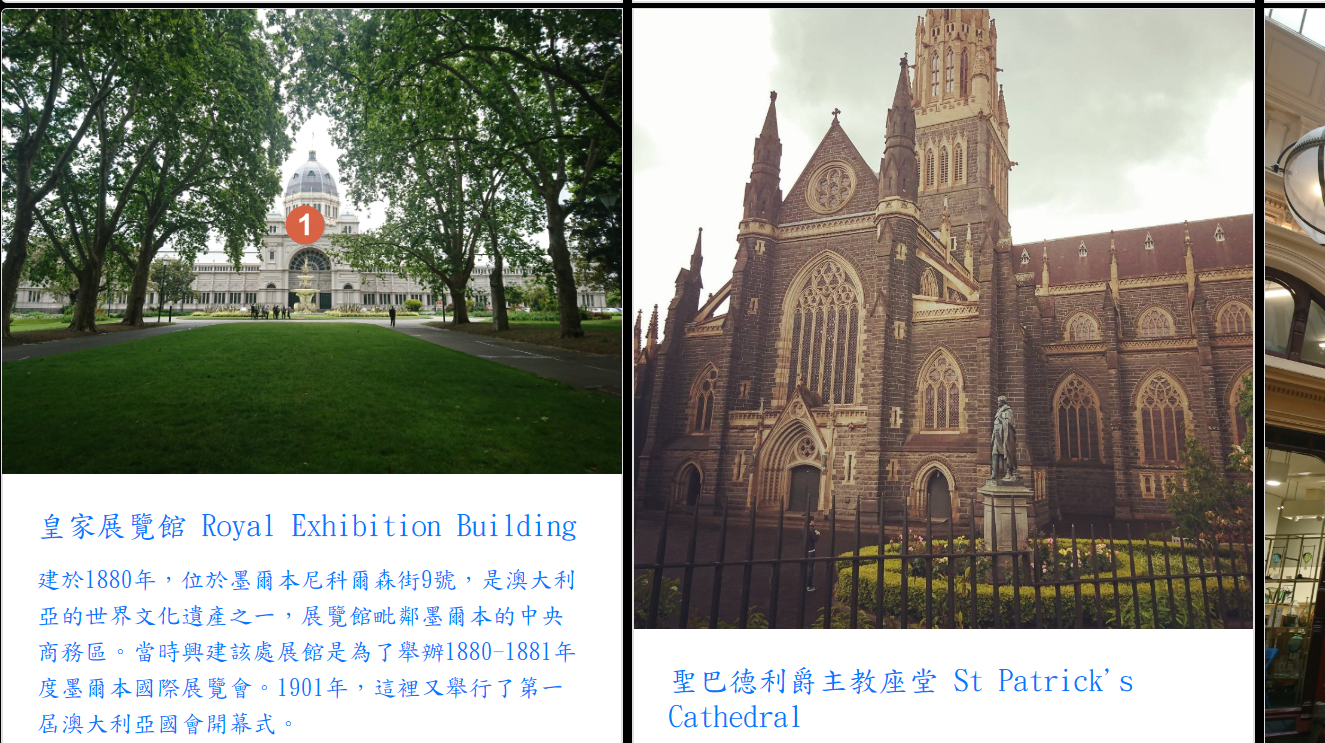 1
皇家展覽館 Royal Exhibition Building
建於1880年，位於墨爾本尼科爾森街9號，是澳大利
亞的世界文化遺產之一，展覽館毗鄰墨爾本的中央
商務區。當時興建該處展館是為了舉辦1880-1881年
度墨爾本國際展覽會。1901年，這裡又舉行了第一
屆澳大利亞國會開幕式。
聖巴德利爵主教座堂 St Patrick's
Cathedral